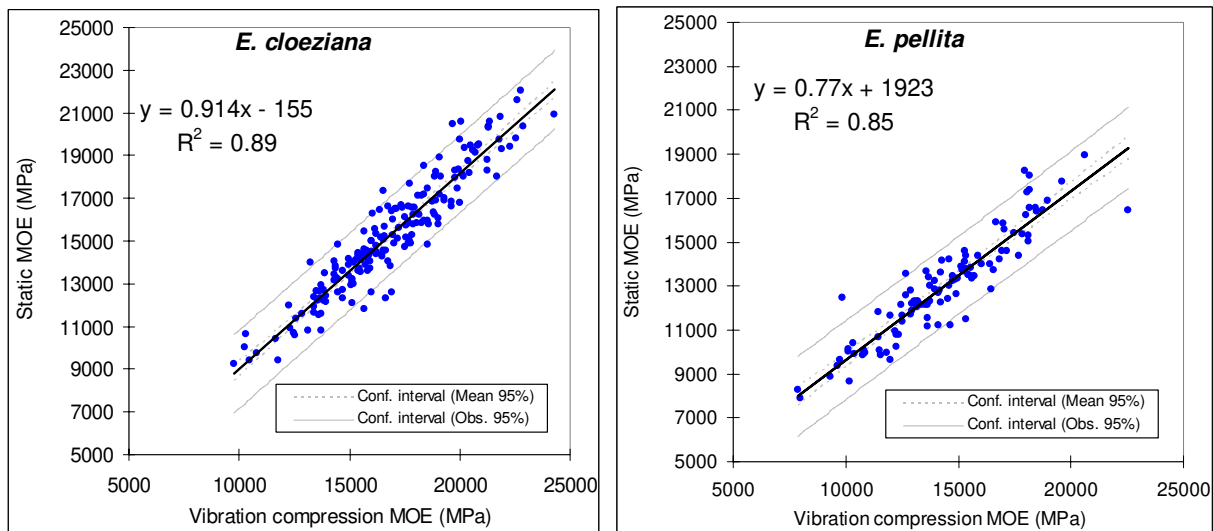 E. cloeziana
y = 0.914x - 155
R² = 0.89
Static MOE (MPa)
25000
23000
21000
19000
17000
15000
13000
11000
9000
7000
5000
Conf. interval (Mean 95%)
Conf. interval (Obs. 95%)
5000 10000 15000 20000 25000
Vibration compression MOE (MPa)
E. pellita
y = 0.77x + 1923
R² = 0.85
Static MOE (MPa)
25000
23000
21000
19000
17000
15000
13000
11000
9000
7000
5000
Conf. interval (Mean 95%)
Conf. interval (Obs. 95%)
5000 10000 15000 20000 25000
Vibration compression MOE (MPa)